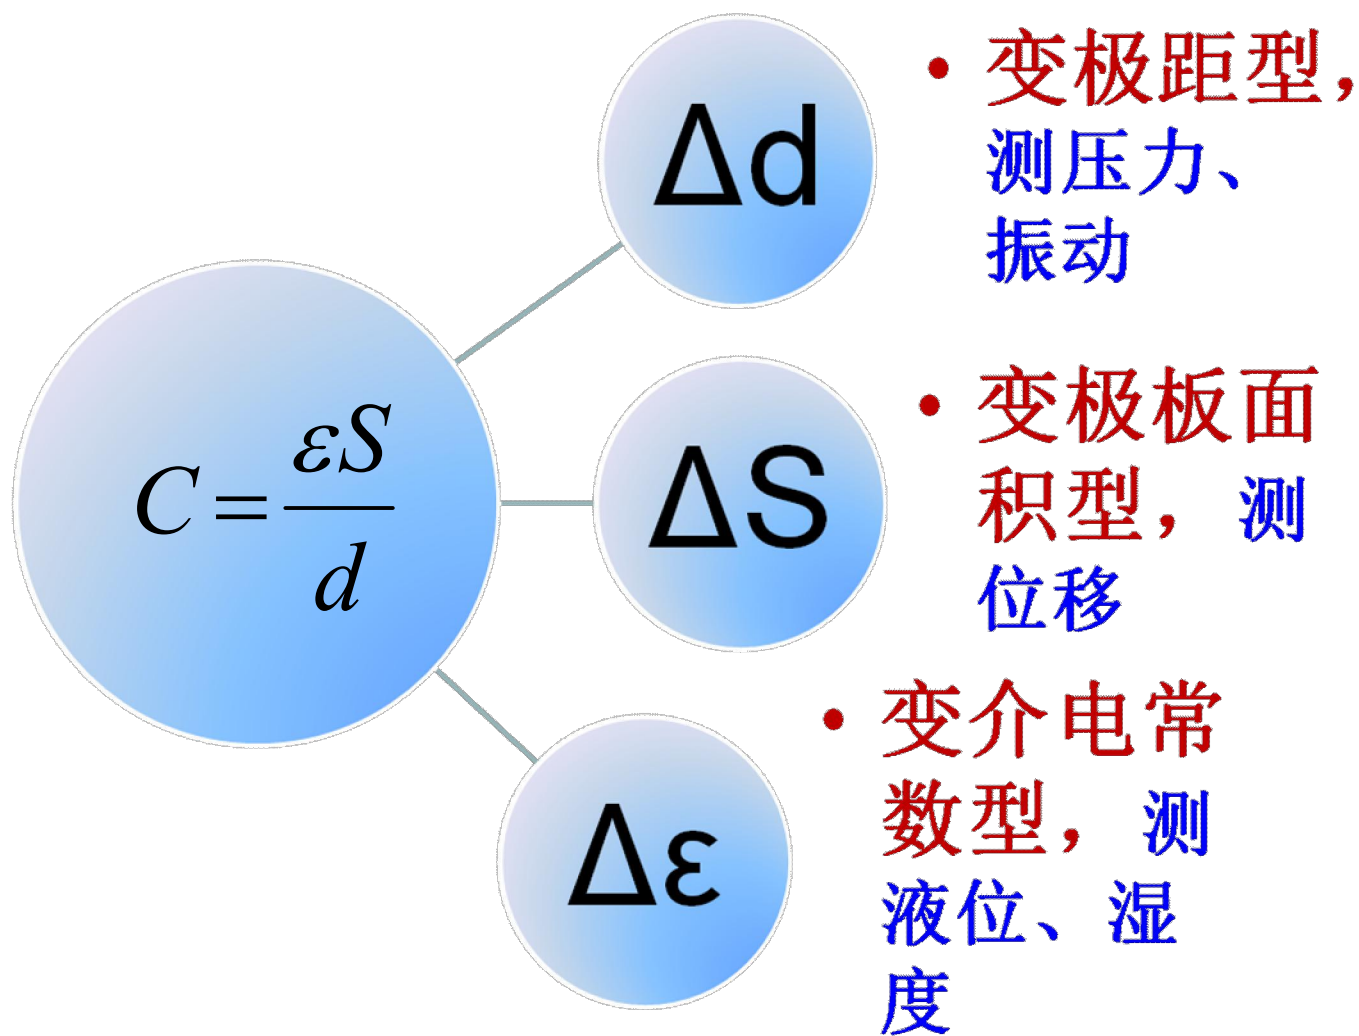 C = εS/d
Δd
• 变极距型，
测压力、
振动
ΔS
• 变极板面
积型， 测
位移
Δε
• 变介电常
数型， 测
液位、湿
度